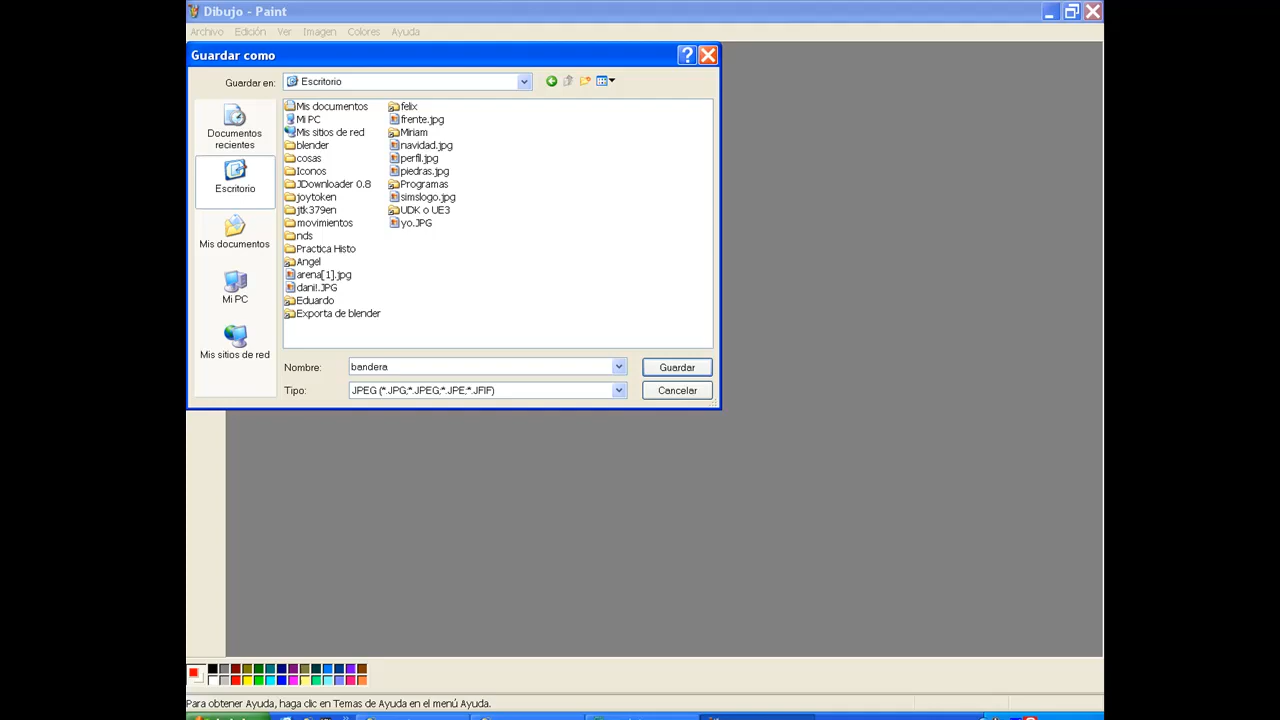 Dibujo - Paint
Archivo Edición Ver Imagen Colores Ayuda
Guardar como
Guardar en: Escritorio
Documentos recientes
Escritorio
Mis documentos
Mi PC
Mis sitios de red
Mis documentos
Mi PC
Mis sitios de red
blender
cosas
Iconos
JDownloader 0.8
joytoken
jtk379en
movimientos
nds
Practica Histo
Angel
arena[1].jpg
dani!.JPG
Eduardo
Exporta de blender
felix
frente.jpg
Miriam
navidad.jpg
perfil.jpg
piedras.jpg
Programas
simslogo.jpg
UDK o UE3
yo.JPG
Nombre: bandera Guardar
Tipo: JPEG (*.JPG;*.JPEG;*.JPE;*.JFIF) Cancelar
Para obtener Ayuda, haga clic en Temas de Ayuda en el menú Ayuda.